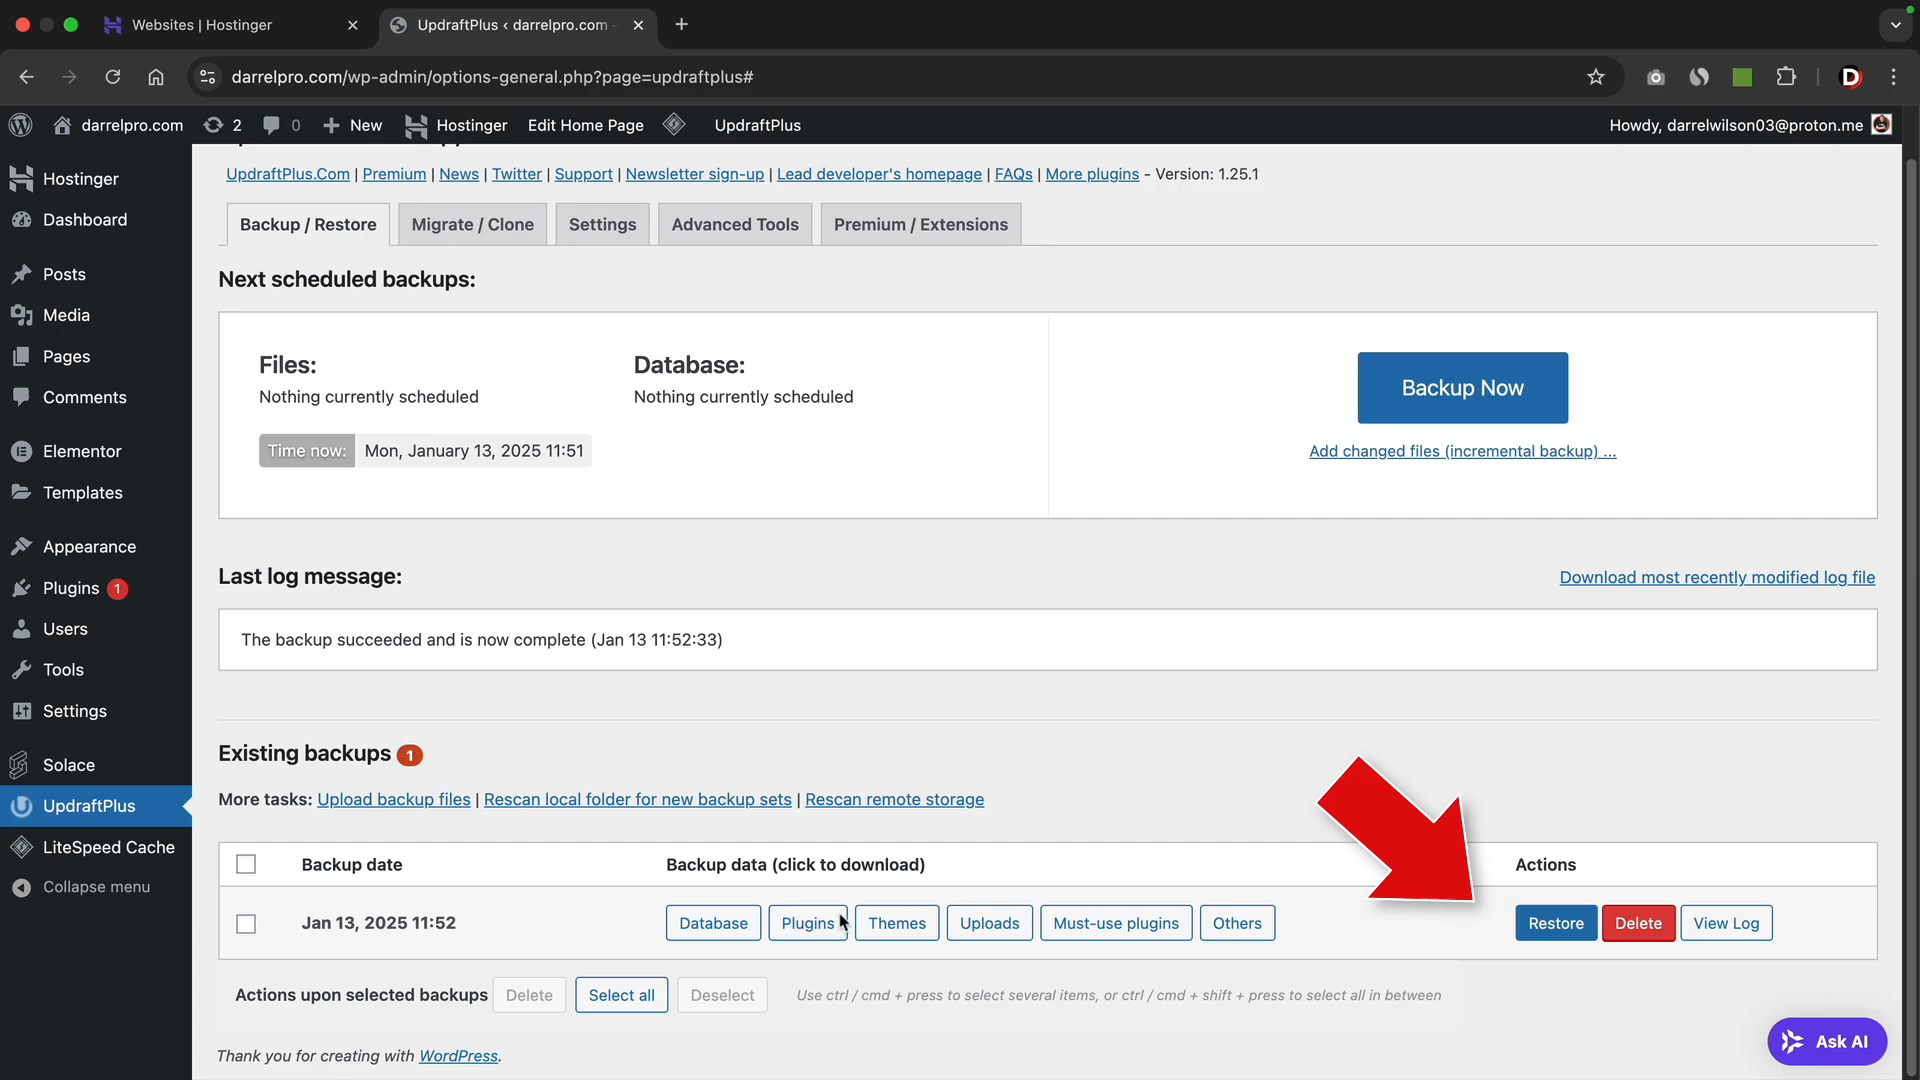 Websites | Hostinger
UpdraftPlus ‹ darrelpro.com
darrelpro.com/wp-admin/options-general.php?page=updraftplus#
D
darrelpro.com 2 0 New Hostinger Edit Home Page UpdraftPlus
Howdy, darrelwilson03@proton.me
Hostinger
Dashboard
Posts
Media
Pages
Comments
Elementor
Templates
Appearance
Plugins 1
Users
Tools
Settings
Solace
UpdraftPlus
LiteSpeed Cache
Collapse menu
UpdraftPlus.Com | Premium | News | Twitter | Support | Newsletter sign-up | Lead developer's homepage | FAQs | More plugins - Version: 1.25.1
Backup / Restore Migrate / Clone Settings Advanced Tools Premium / Extensions
Next scheduled backups:
Files:
Nothing currently scheduled
Database:
Nothing currently scheduled
Time now: Mon, January 13, 2025 11:51
Backup Now
Add changed files (incremental backup) ...
Last log message:
Download most recently modified log file
The backup succeeded and is now complete (Jan 13 11:52:33)
Existing backups 1
More tasks: Upload backup files | Rescan local folder for new backup sets | Rescan remote storage
Backup date Backup data (click to download) Actions
Jan 13, 2025 11:52 Database Plugins Themes Uploads Must-use plugins Others Restore Delete View Log
Actions upon selected backups Delete Select all Deselect Use ctrl / cmd + press to select several items, or ctrl / cmd + shift + press to select all in between
Thank you for creating with WordPress.
Ask AI